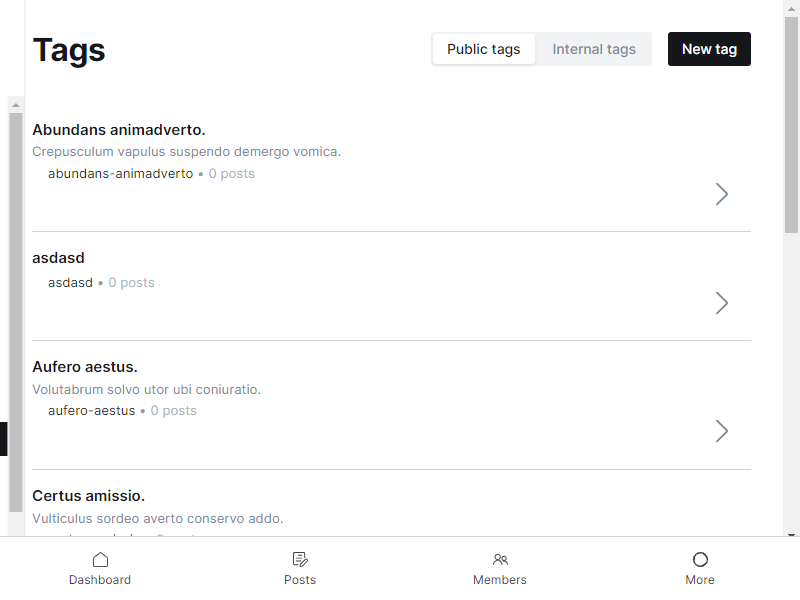 Tags
Public tags
Internal tags
New tag
Abundans animadverto.
Crepusculum vapulus suspendo demergo vomica.
abundans-animadverto • 0 posts
asdasd
asdasd • 0 posts
Aufero aestus.
Volutabrum solvo utor ubi coniuratio.
aufero-aestus • 0 posts
Certus amissio.
Vulticulus sordeo averto conservo addo.
Dashboard
Posts
Members
More